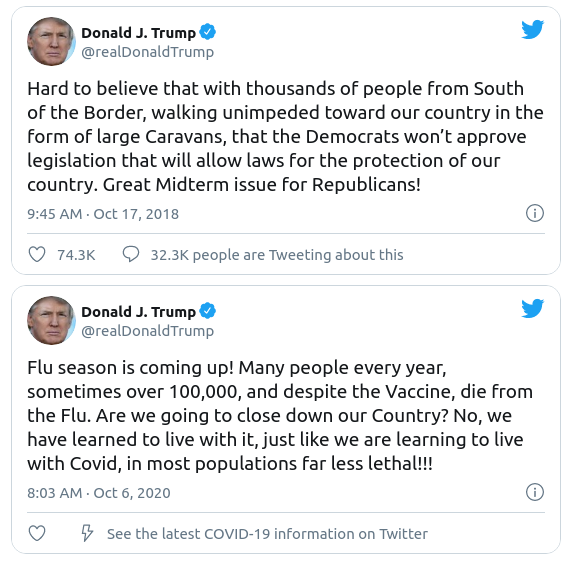 Donald J. Trump
@realDonaldTrump
Hard to believe that with thousands of people from South
of the Border, walking unimpeded toward our country in the
form of large Caravans, that the Democrats won’t approve
legislation that will allow laws for the protection of our
country. Great Midterm issue for Republicans!
9:45 AM · Oct 17, 2018
74.3K 32.3K people are Tweeting about this
Donald J. Trump
@realDonaldTrump
Flu season is coming up! Many people every year,
sometimes over 100,000, and despite the Vaccine, die from
the Flu. Are we going to close down our Country? No, we
have learned to live with it, just like we are learning to live
with Covid, in most populations far less lethal!!!
8:03 AM · Oct 6, 2020
See the latest COVID-19 information on Twitter